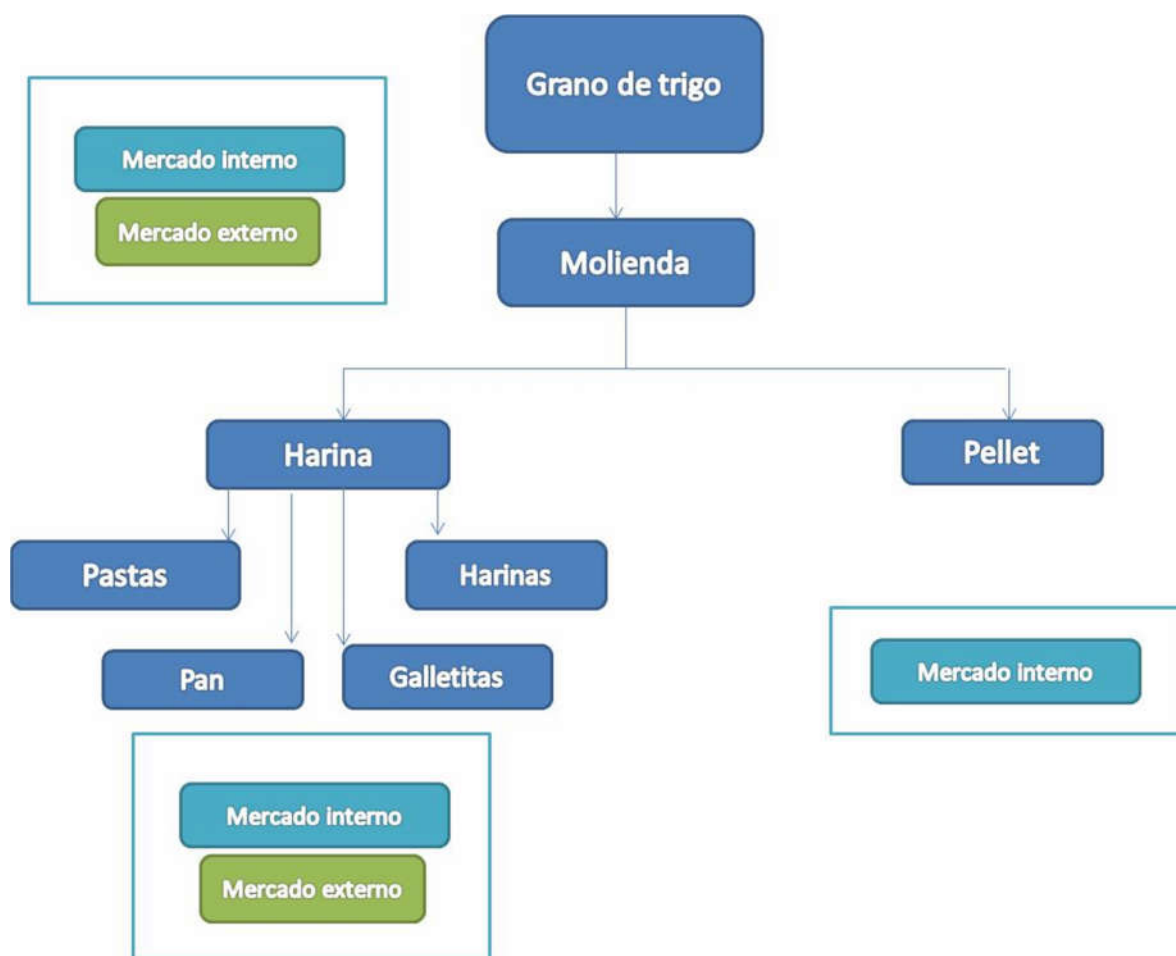 Grano de trigo
Mercado interno
Mercado externo
Molienda
Harina
Pellet
Pastas
Harinas
Pan
Galletitas
Mercado interno
Mercado interno
Mercado externo